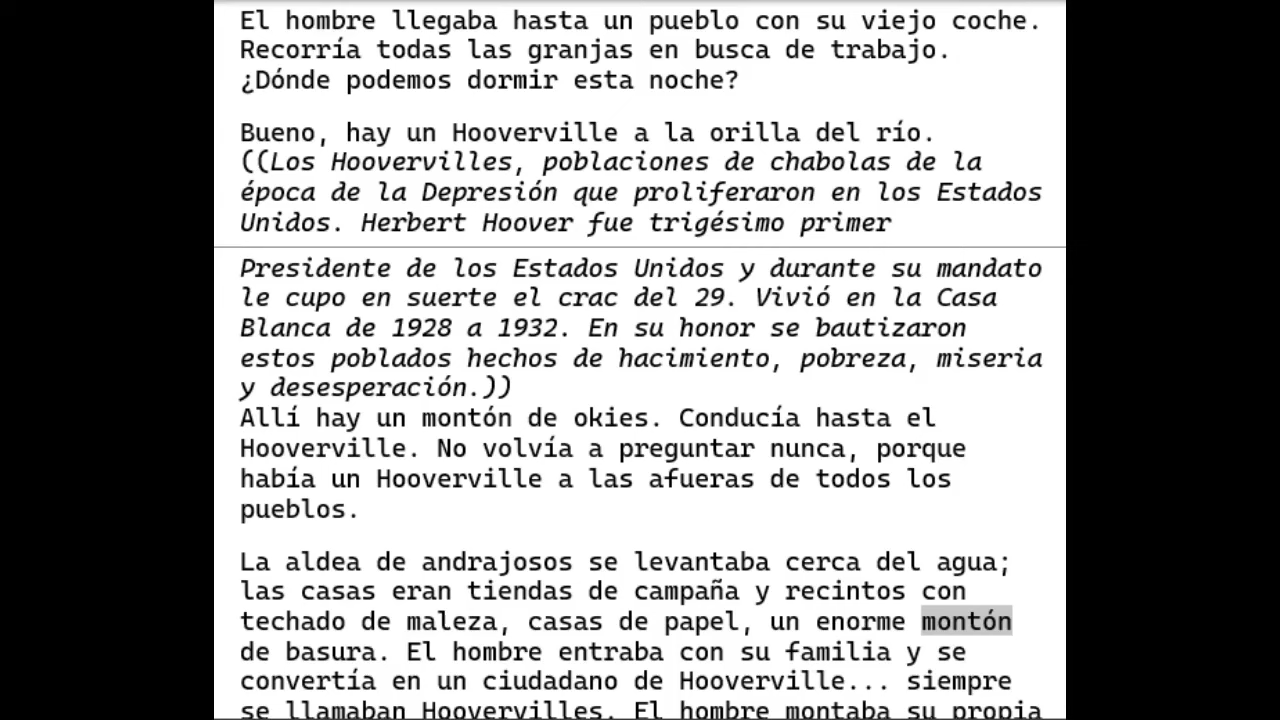 El hombre llegaba hasta un pueblo con su viejo coche.
Recorría todas las granjas en busca de trabajo.
¿Dónde podemos dormir esta noche?
Bueno, hay un Hooverville a la orilla del río.
((Los Hoovervilles, poblaciones de chabolas de la
época de la Depresión que proliferaron en los Estados
Unidos. Herbert Hoover fue trigésimo primer
Presidente de los Estados Unidos y durante su mandato
le cupo en suerte el crac del 29. Vivió en la Casa
Blanca de 1928 a 1932. En su honor se bautizaron
estos poblados hechos de hacimiento, pobreza, miseria
y desesperación.))
Allí hay un montón de okies. Conducía hasta el
Hooverville. No volvía a preguntar nunca, porque
había un Hooverville a las afueras de todos los
pueblos.
La aldea de andrajosos se levantaba cerca del agua;
las casas eran tiendas de campaña y recintos con
techado de maleza, casas de papel, un enorme montón
de basura. El hombre entraba con su familia y se
convertía en un ciudadano de Hooverville... siempre
se llamaban Hoovervilles. El hombre montaba su propia